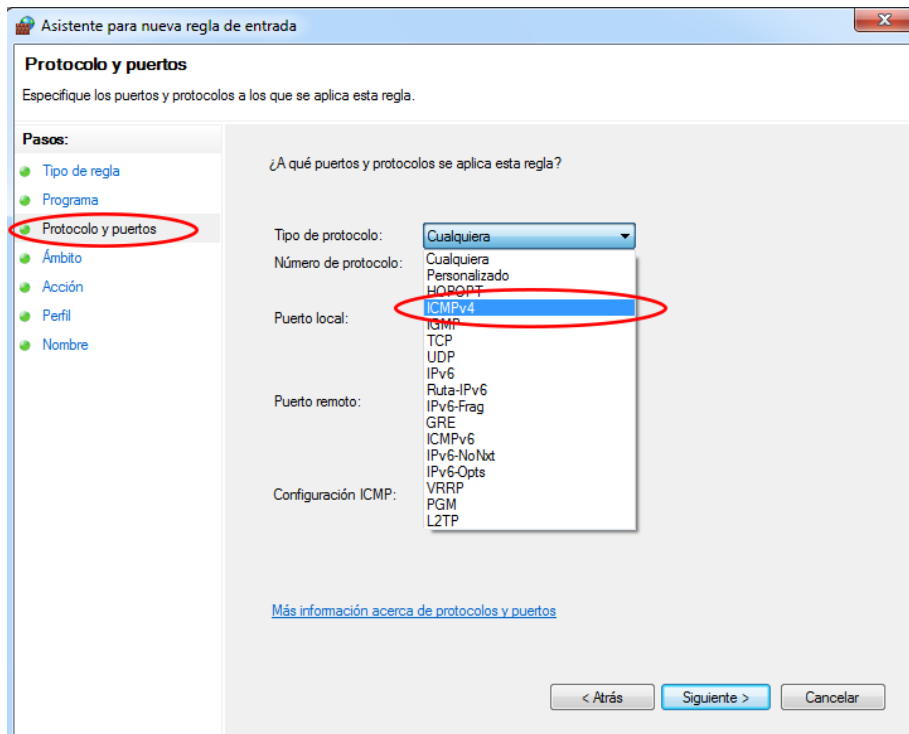 Asistente para nueva regla de entrada
Protocolo y puertos
Especifique los puertos y protocolos a los que se aplica esta regla.
Pasos:
Tipo de regla
Programa
Protocolo y puertos
Ámbito
Acción
Perfil
Nombre
¿A qué puertos y protocolos se aplica esta regla?
Tipo de protocolo: Cualquiera
Número de protocolo:
Puerto local:
Puerto remoto:
Configuración ICMP:
Cualquiera
Personalizado
HOPOPT
ICMPv4
IGMP
TCP
UDP
IPv6
Ruta-IPv6
IPv6-Frag
GRE
ICMPv6
IPv6-NoNxt
IPv6-Opts
VRRP
PGM
L2TP
Más información acerca de protocolos y puertos
< Atrás
Siguiente >
Cancelar